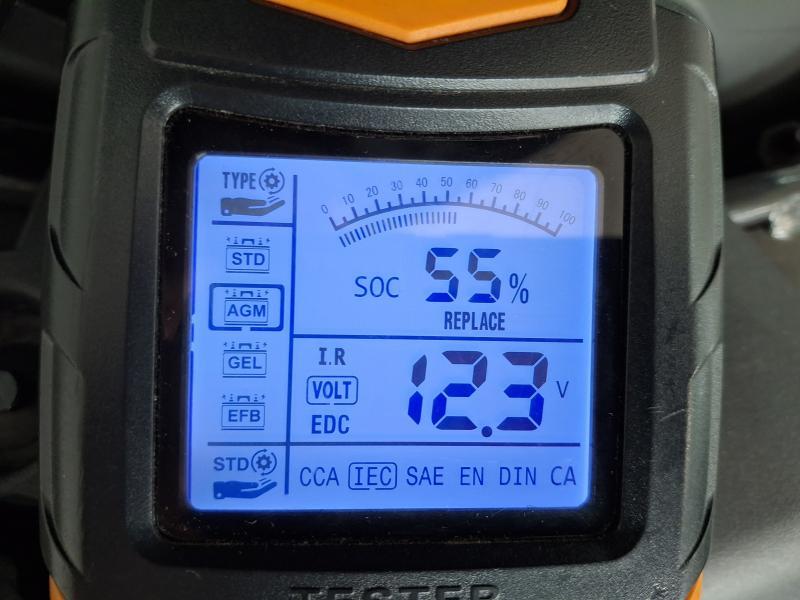 TYPE
STD
AGM
GEL
EFB
STD
0 10 20 30 40 50 60 70 80 90 100
SOC 55%
REPLACE
I.R
VOLT
EDC
12.3 V
CCA IEC SAE EN DIN CA
TESTER